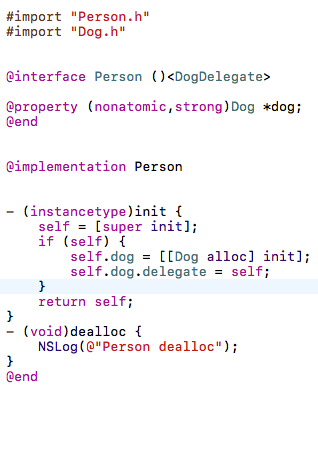 #import "Person.h"
#import "Dog.h"
@interface Person ()<DogDelegate>
@property (nonatomic,strong)Dog *dog;
@end
@implementation Person
- (instancetype)init {
    self = [super init];
    if (self) {
        self.dog = [[Dog alloc] init];
        self.dog.delegate = self;
    }
    return self;
}
- (void)dealloc {
    NSLog(@"Person dealloc");
}
@end